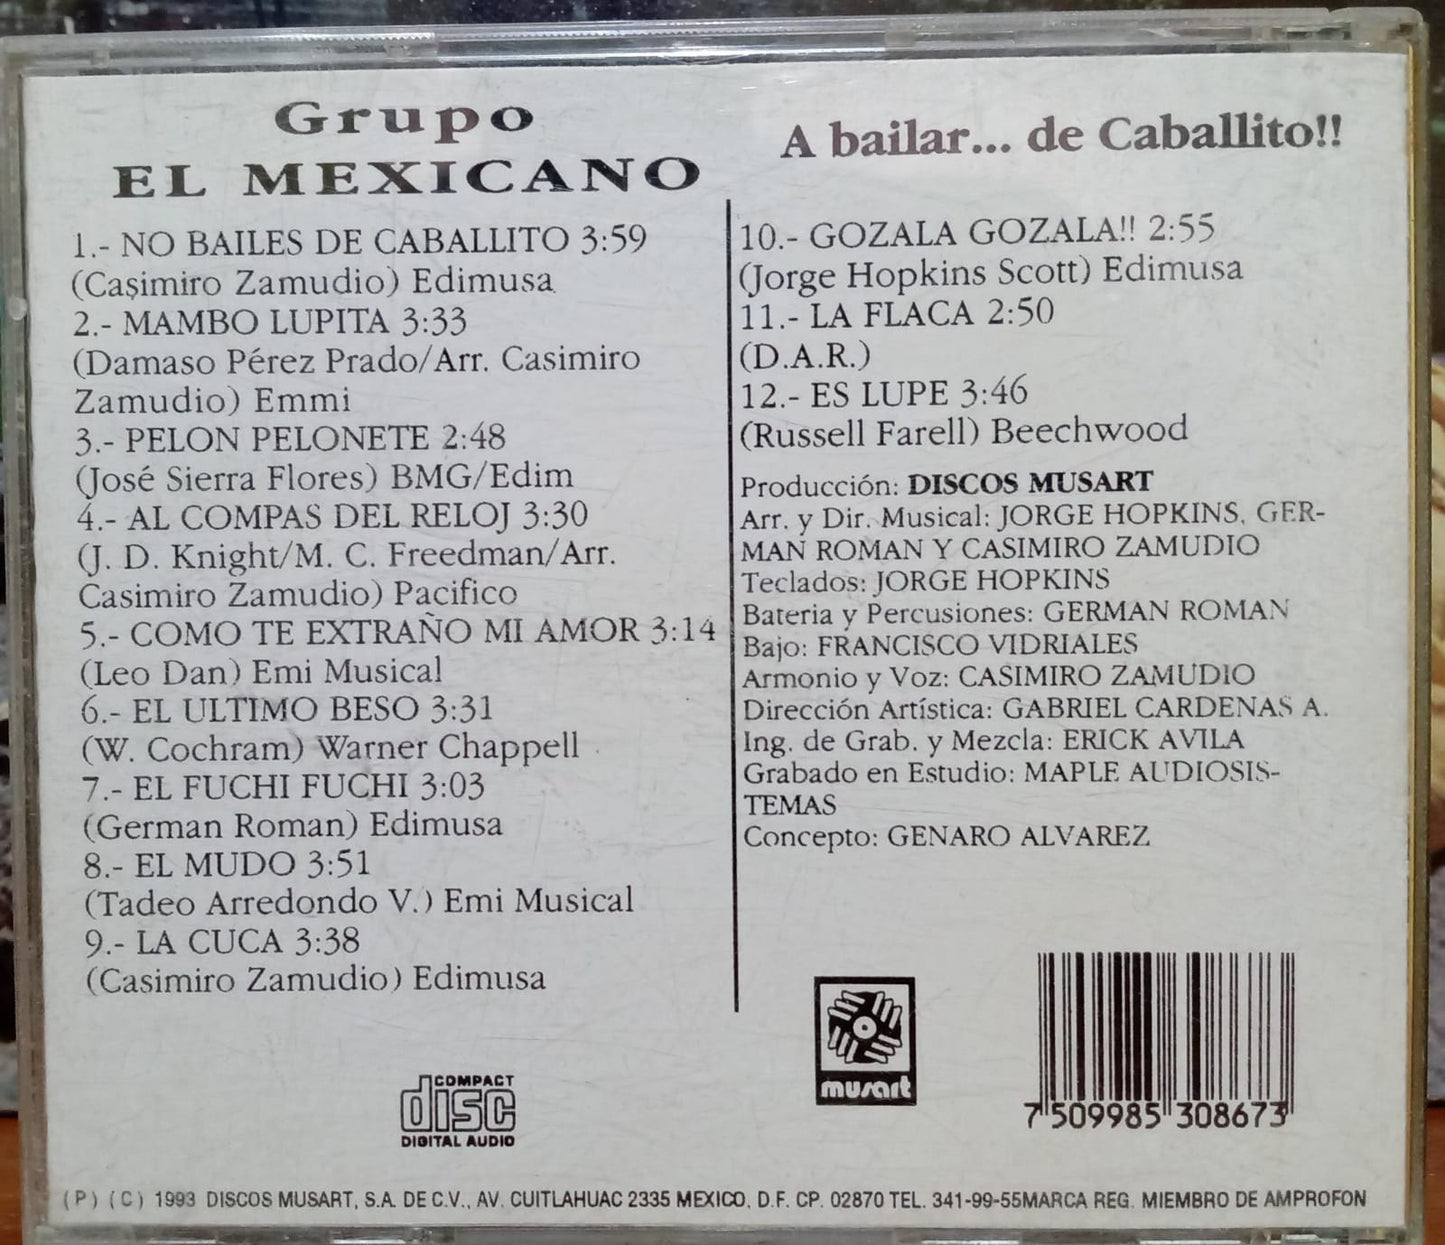 Grupo
EL MEXICANO
1.- NO BAILES DE CABALLITO 3:59
(Casimiro Zamudio) Edimusa
2.- MAMBO LUPITA 3:33
(Damaso Pérez Prado/Arr. Casimiro
Zamudio) Emmi
3.- PELON PELONETE 2:48
(José Sierra Flores) BMG/Edim
4.- AL COMPAS DEL RELOJ 3:30
(J. D. Knight/M. C. Freedman/Arr.
Casimiro Zamudio) Pacifico
5.- COMO TE EXTRAÑO MI AMOR 3:14
(Leo Dan) Emi Musical
6.- EL ULTIMO BESO 3:31
(W. Cochram) Warner Chappell
7.- EL FUCHI FUCHI 3:03
(German Roman) Edimusa
8.- EL MUDO 3:51
(Tadeo Arredondo V.) Emi Musical
9.- LA CUCA 3:38
(Casimiro Zamudio) Edimusa
COMPACT
disc
DIGITAL AUDIO
A bailar... de Caballito!!
10.- GOZALA GOZALA!! 2:55
(Jorge Hopkins Scott) Edimusa
11.- LA FLACA 2:50
(D.A.R.)
12.- ES LUPE 3:46
(Russell Farell) Beechwood
Producción: DISCOS MUSART
Arr. y Dir. Musical: JORGE HOPKINS, GER-
MAN ROMAN Y CASIMIRO ZAMUDIO
Teclados: JORGE HOPKINS
Bateria y Percusiones: GERMAN ROMAN
Bajo: FRANCISCO VIDRIALES
Armonio y Voz: CASIMIRO ZAMUDIO
Dirección Artística: GABRIEL CARDENAS A.
Ing. de Grab. y Mezcla: ERICK AVILA
Grabado en Estudio: MAPLE AUDIOSIS-
TEMAS
Concepto: GENARO ALVAREZ
musart
7 509985 308673
(P) (C) 1993 DISCOS MUSART, S.A. DE C.V., AV. CUITLAHUAC 2335 MEXICO, D.F. CP. 02870 TEL. 341-99-55MARCA REG. MIEMBRO DE AMPROFON